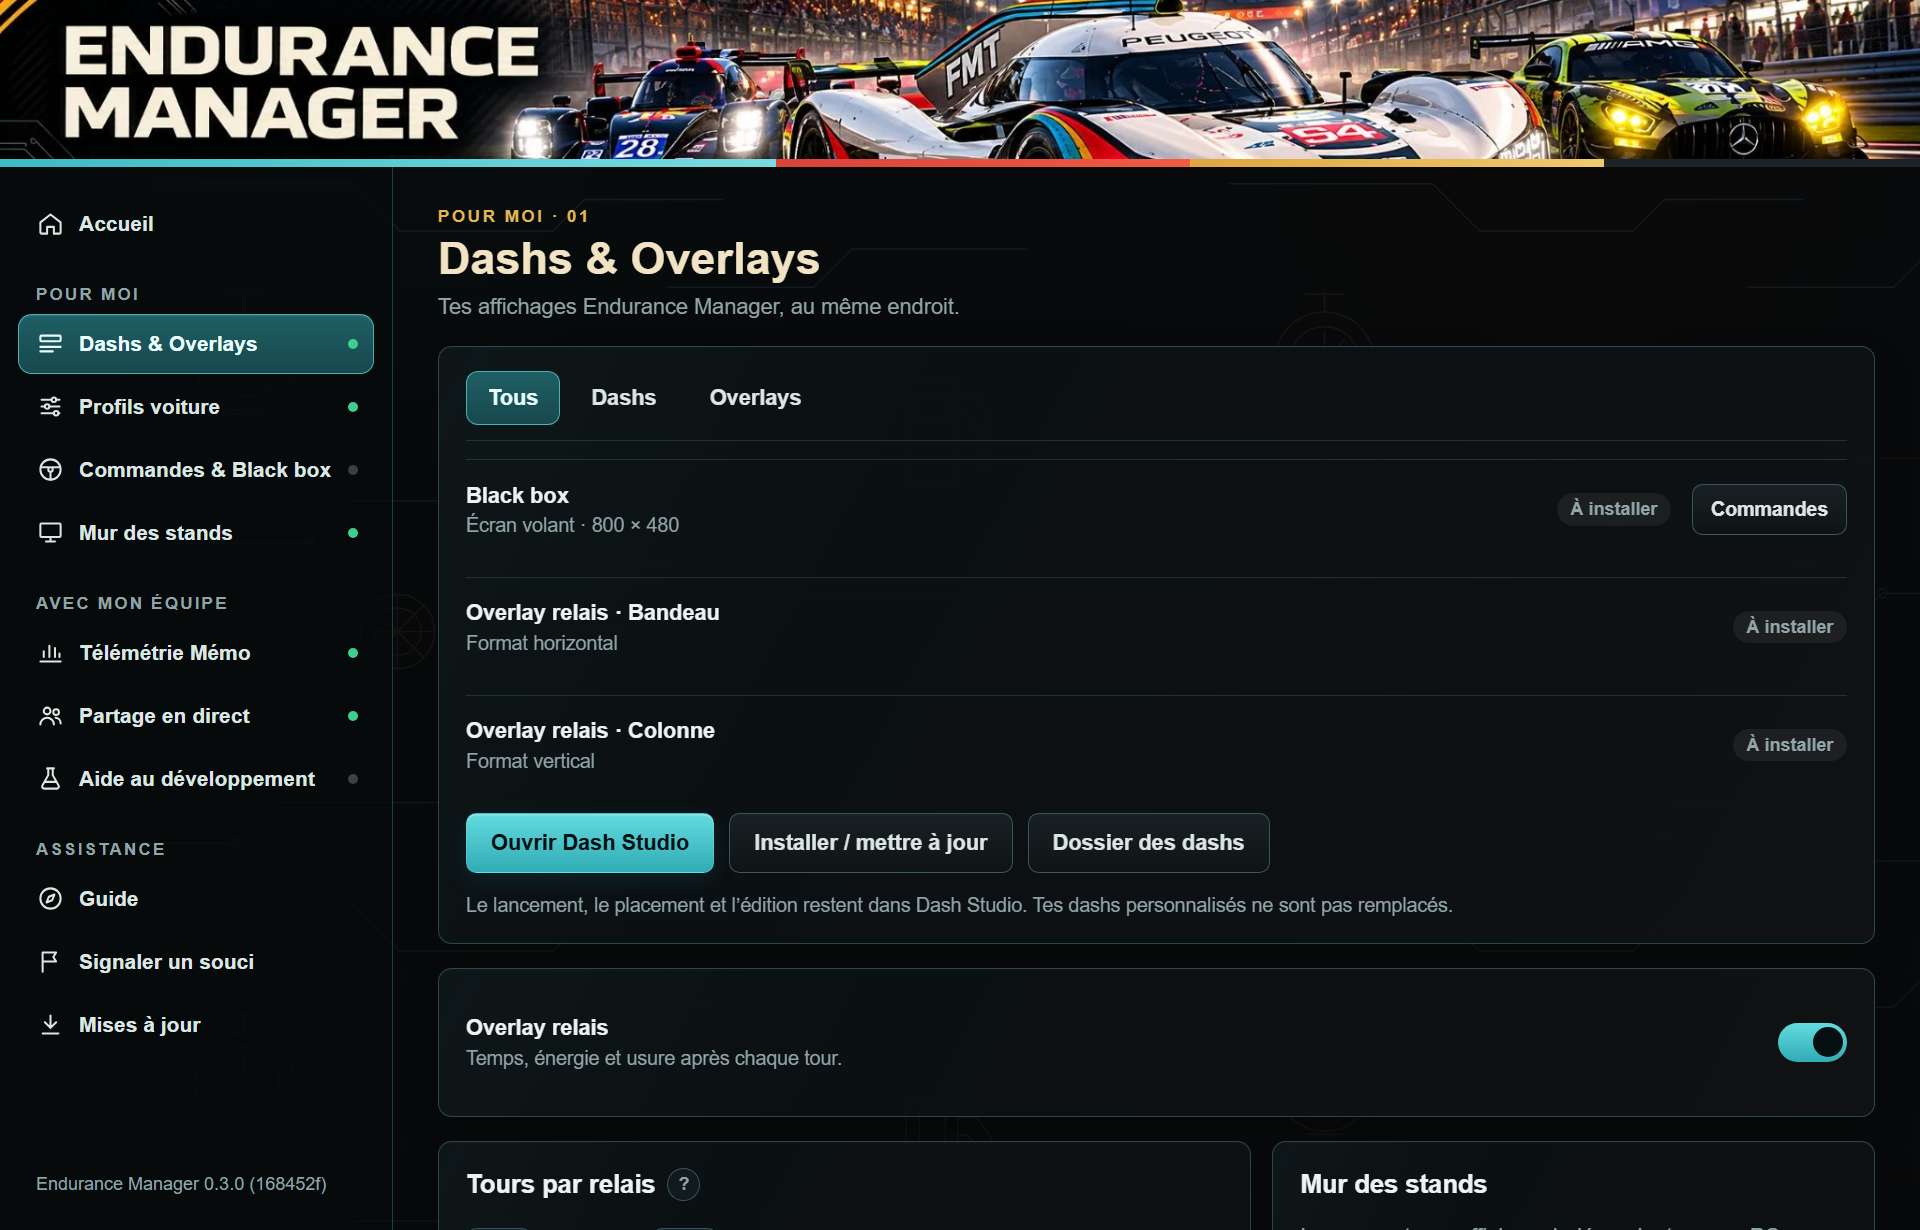 ENDURANCE
MANAGER
FMT
PEUGEOT
AMG
28
22
94
Accueil
POUR MOI
Dashs & Overlays
Profils voiture
Commandes & Black box
Mur des stands
AVEC MON ÉQUIPE
Télémétrie Mémo
Partage en direct
Aide au développement
ASSISTANCE
Guide
Signaler un souci
Mises à jour
Endurance Manager 0.3.0 (168452f)
POUR MOI · 01
Dashs & Overlays
Tes affichages Endurance Manager, au même endroit.
Tous Dashs Overlays
Black box
Écran volant · 800 × 480
À installer
Commandes
Overlay relais · Bandeau
Format horizontal
À installer
Overlay relais · Colonne
Format vertical
À installer
Ouvrir Dash Studio
Installer / mettre à jour
Dossier des dashs
Le lancement, le placement et l’édition restent dans Dash Studio. Tes dashs personnalisés ne sont pas remplacés.
Overlay relais
Temps, énergie et usure après chaque tour.
Tours par relais ?
Mur des stands